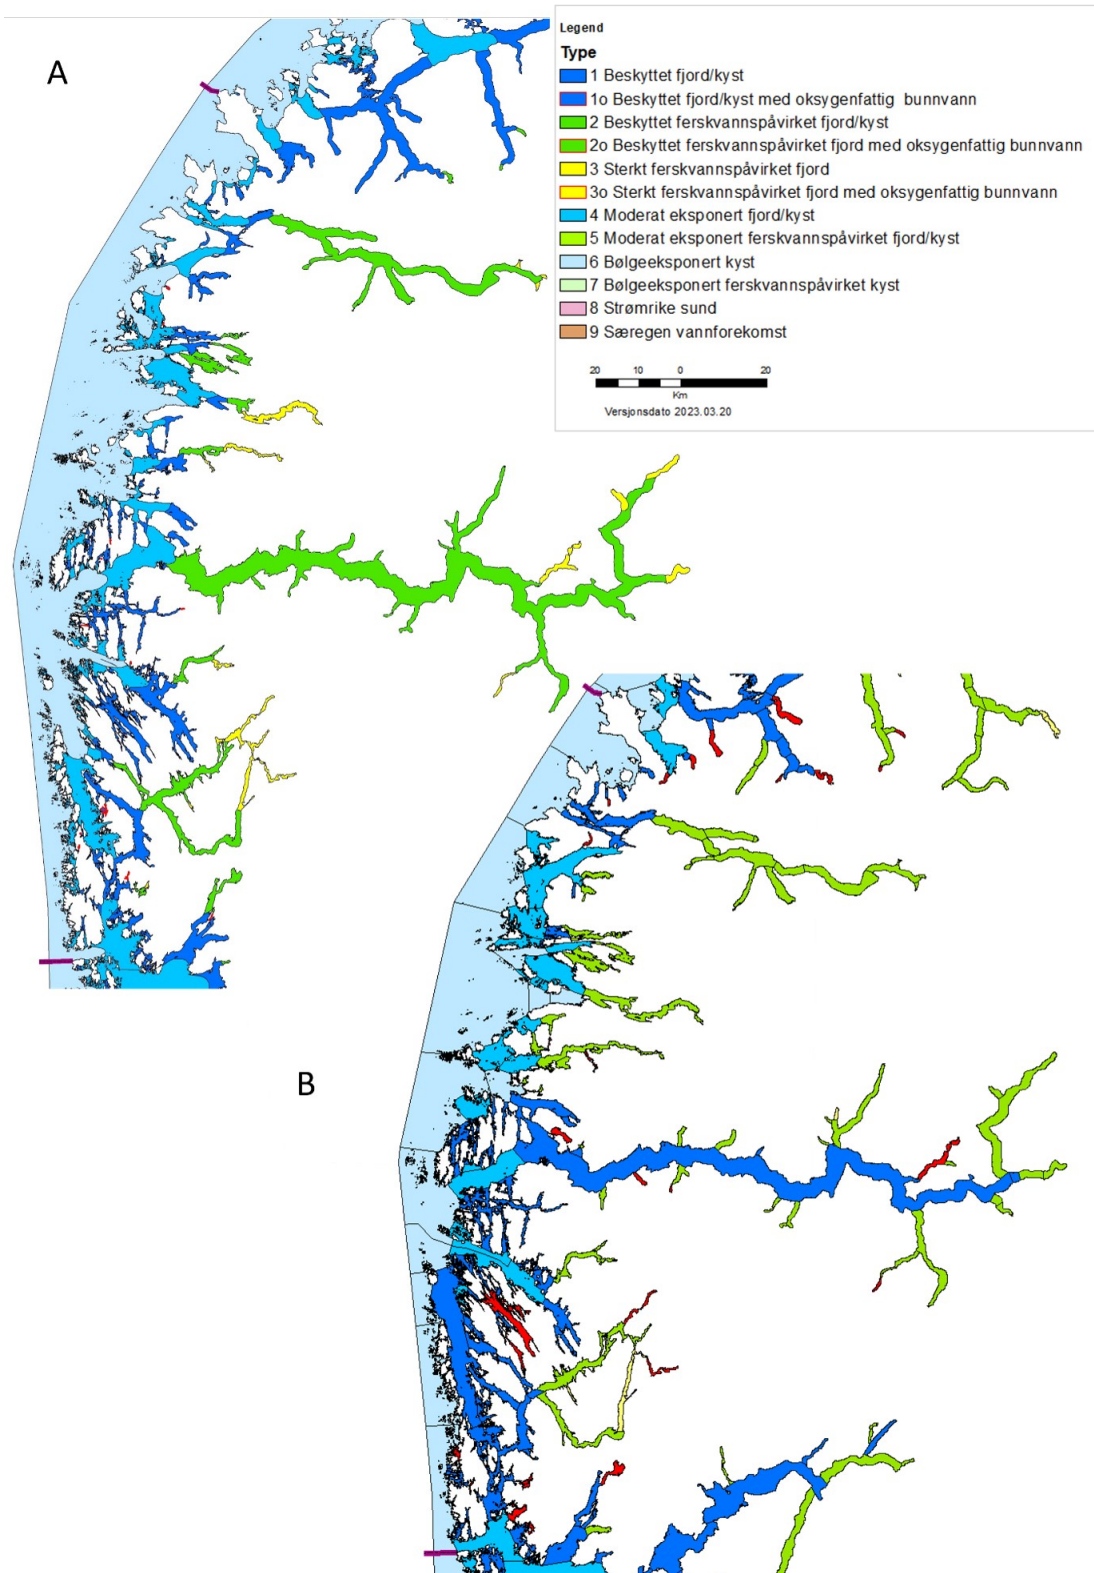 A
Legend
Type
1 Beskyttet fjord/kyst
1o Beskyttet fjord/kyst med oksygenfattig bunnvann
2 Beskyttet ferskvannspåvirket fjord/kyst
2o Beskyttet ferskvannspåvirket fjord med oksygenfattig bunnvann
3 Sterkt ferskvannspåvirket fjord
3o Sterkt ferskvannspåvirket fjord med oksygenfattig bunnvann
4 Moderat eksponert fjord/kyst
5 Moderat eksponert ferskvannspåvirket fjord/kyst
6 Bølgeeksponert kyst
7 Bølgeeksponert ferskvannspåvirket kyst
8 Strømrike sund
9 Særegen vannforekomst
20 10 0 20
Km
Versjonsdato 2023.03.20
B